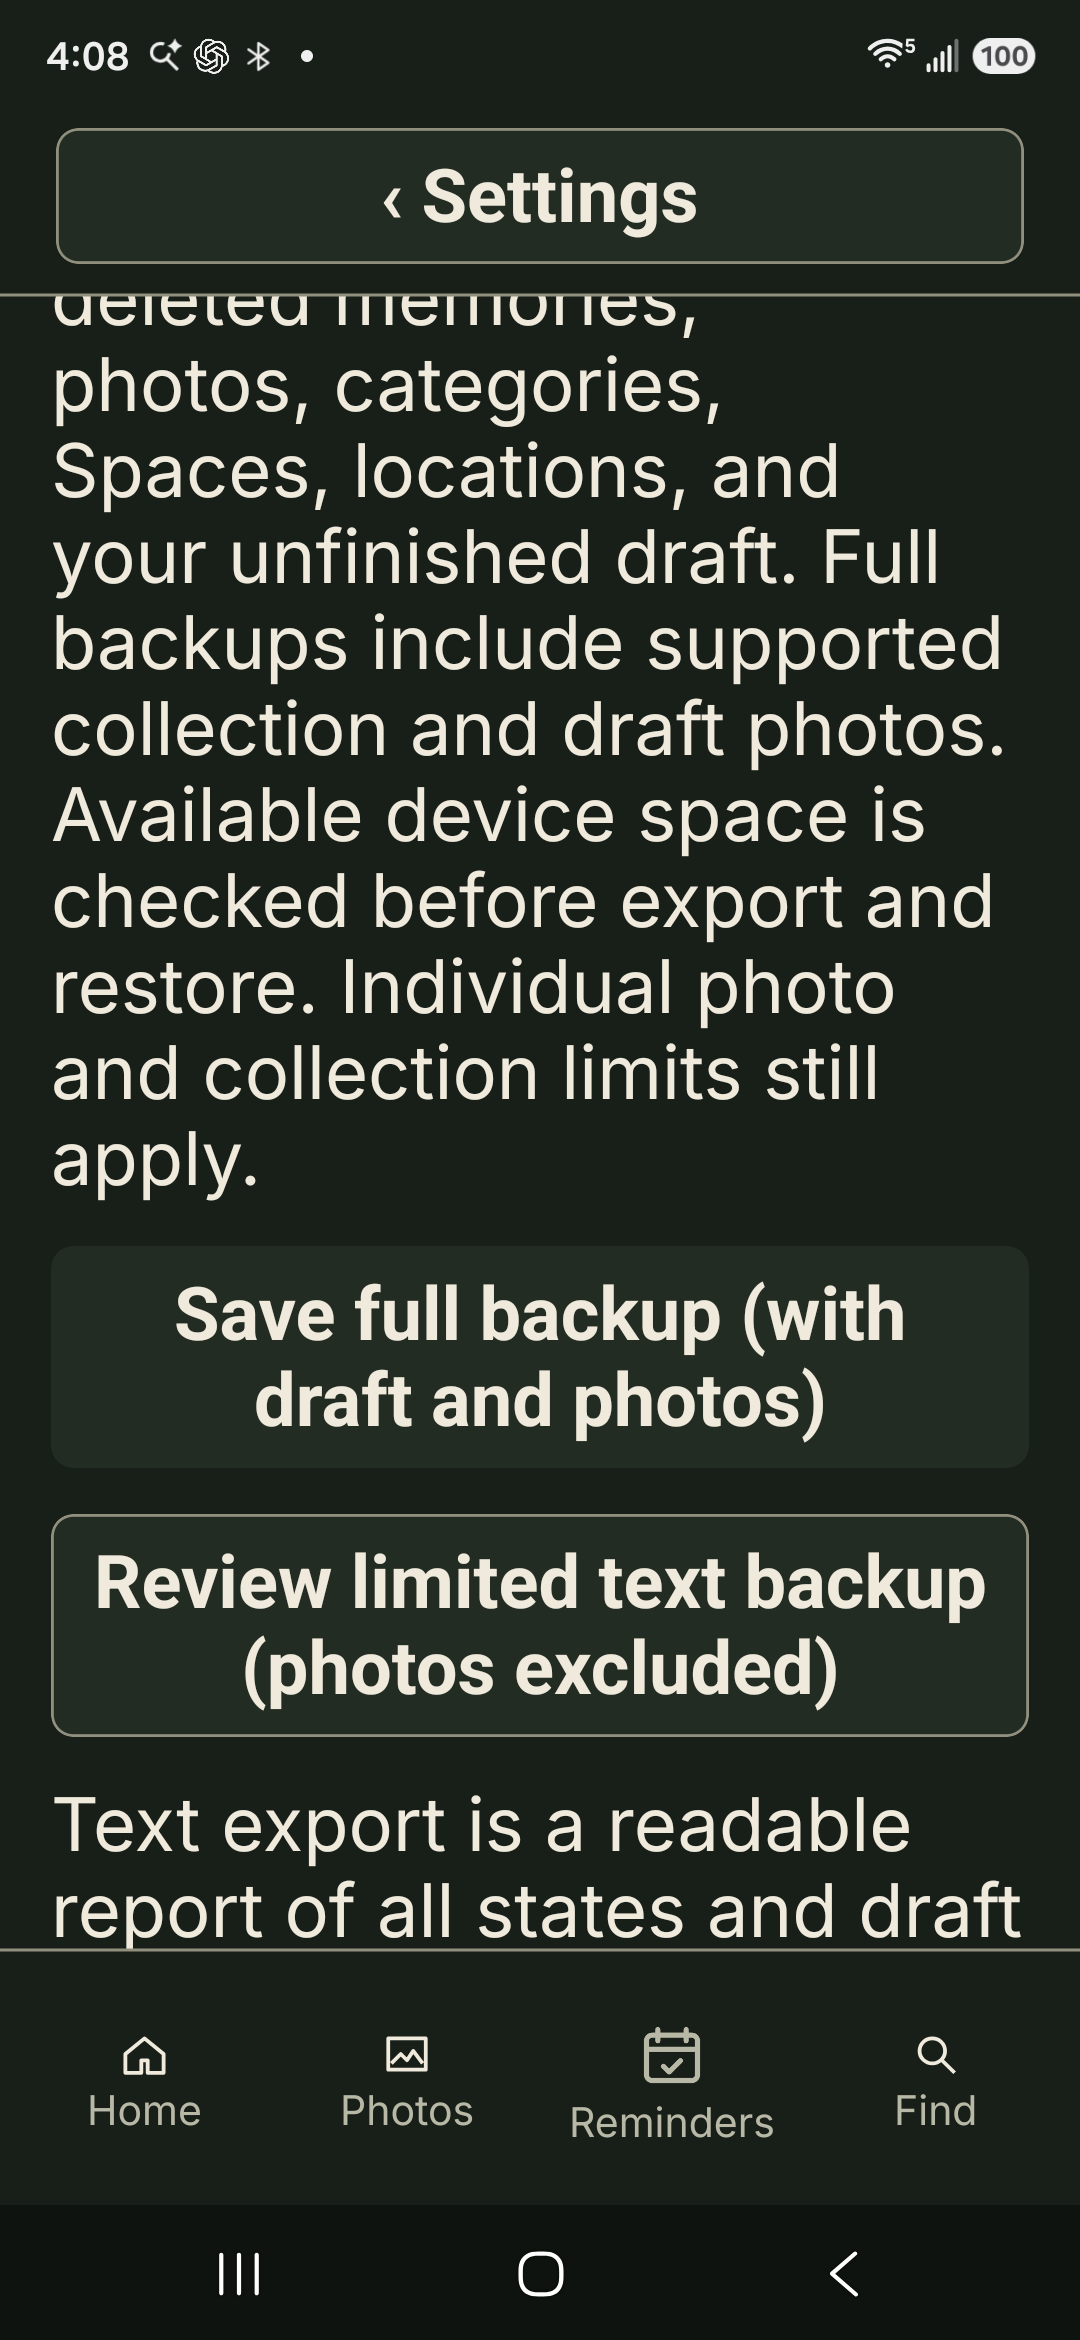 4:08
5
100
‹ Settings
deleted memories,
photos, categories,
Spaces, locations, and
your unfinished draft. Full
backups include supported
collection and draft photos.
Available device space is
checked before export and
restore. Individual photo
and collection limits still
apply.
Save full backup (with
draft and photos)
Review limited text backup
(photos excluded)
Text export is a readable
report of all states and draft
Home
Photos
Reminders
Find